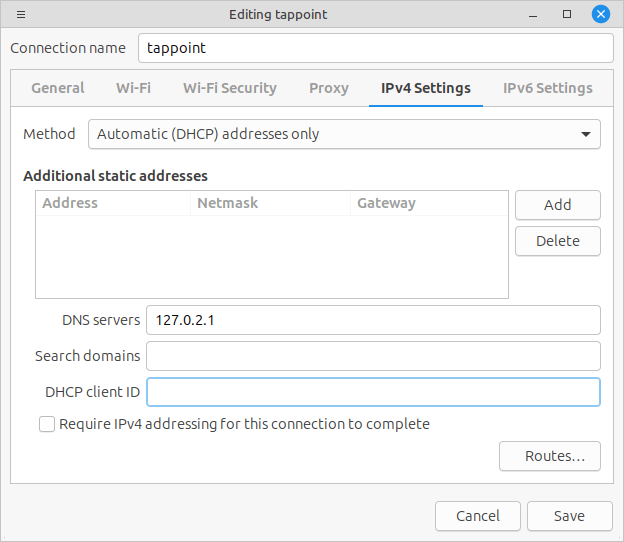 Editing tappoint
Connection name tappoint
General Wi-Fi Wi-Fi Security Proxy IPv4 Settings IPv6 Settings
Method Automatic (DHCP) addresses only
Additional static addresses
Address Netmask Gateway
Add
Delete
DNS servers 127.0.2.1
Search domains
DHCP client ID
Require IPv4 addressing for this connection to complete
Routes…
Cancel Save